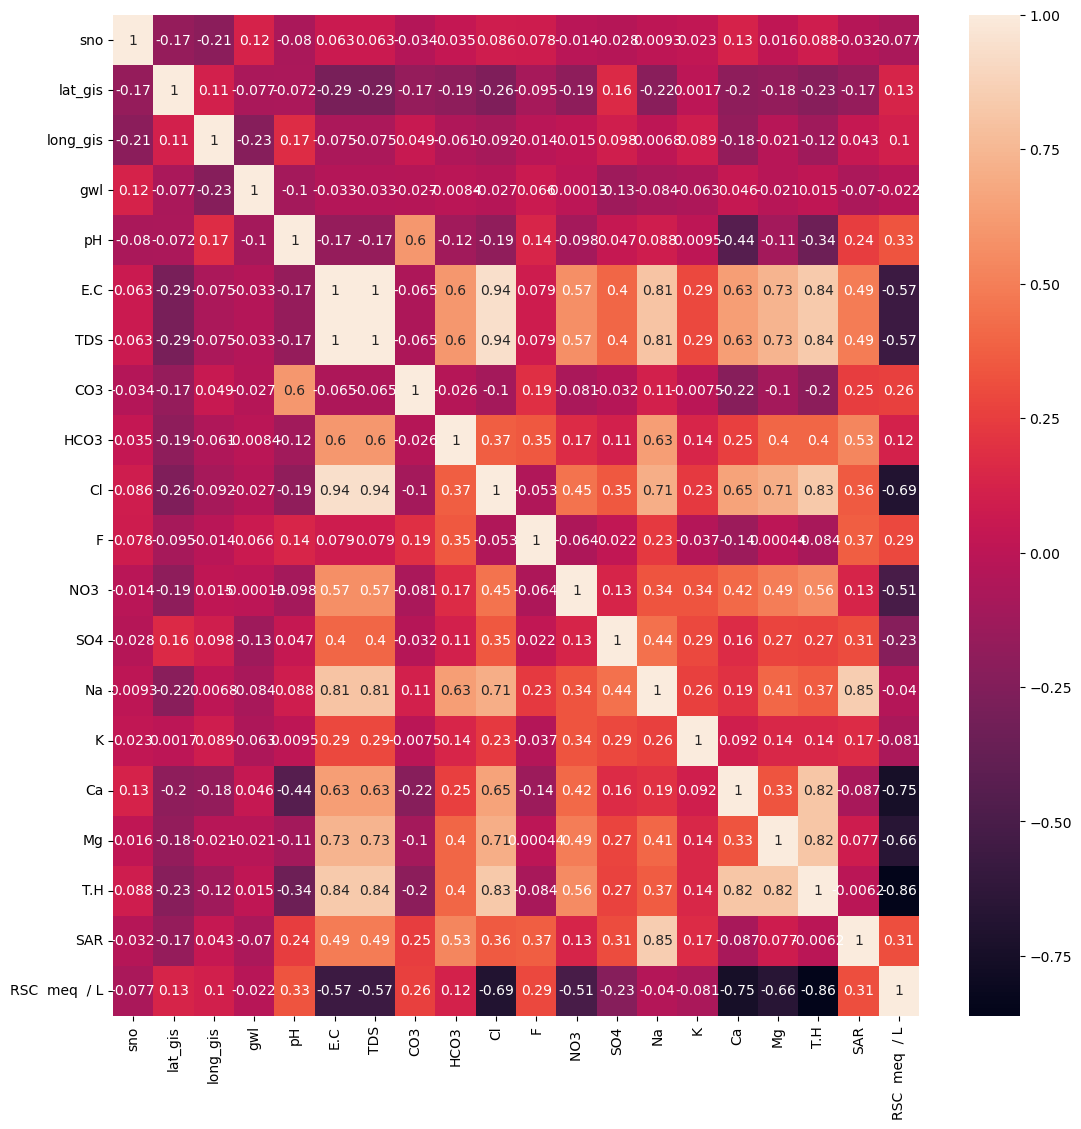 sno 1 -0.17 -0.21 0.12 -0.08 0.063 0.063 -0.034 0.035 0.086 0.078 -0.014 -0.028 0.0093 0.023 0.13 0.016 0.088 -0.032 -0.077
lat_gis -0.17 1 0.11 -0.077 -0.072 -0.29 -0.29 -0.17 -0.19 -0.26 -0.095 -0.19 0.16 -0.22 0.0017 -0.2 -0.18 -0.23 -0.17 0.13
long_gis -0.21 0.11 1 -0.23 0.17 -0.075 -0.075 0.049 -0.061 -0.092 -0.014 0.015 0.098 0.0068 0.089 -0.18 -0.021 -0.12 0.043 0.1
gwl 0.12 -0.077 -0.23 1 -0.1 -0.033 -0.033 -0.027 -0.0084 -0.027 0.066 -0.00013 -0.13 -0.084 -0.063 0.046 -0.021 0.015 -0.07 -0.022
pH -0.08 -0.072 0.17 -0.1 1 -0.17 -0.17 0.6 -0.12 -0.19 0.14 -0.098 0.047 0.088 0.0095 -0.44 -0.11 -0.34 0.24 0.33
E.C 0.063 -0.29 -0.075 -0.033 -0.17 1 1 -0.065 0.6 0.94 0.079 0.57 0.4 0.81 0.29 0.63 0.73 0.84 0.49 -0.57
TDS 0.063 -0.29 -0.075 -0.033 -0.17 1 1 -0.065 0.6 0.94 0.079 0.57 0.4 0.81 0.29 0.63 0.73 0.84 0.49 -0.57
CO3 -0.034 -0.17 0.049 -0.027 0.6 -0.065 -0.065 1 -0.026 -0.1 0.19 -0.081 -0.032 0.11 -0.0075 -0.22 -0.1 -0.2 0.25 0.26
HCO3 0.035 -0.19 -0.061 -0.0084 -0.12 0.6 0.6 -0.026 1 0.37 0.35 0.17 0.11 0.63 0.14 0.25 0.4 0.4 0.53 0.12
Cl 0.086 -0.26 -0.092 -0.027 -0.19 0.94 0.94 -0.1 0.37 1 -0.053 0.45 0.35 0.71 0.23 0.65 0.71 0.83 0.36 -0.69
F -0.078 -0.095 -0.014 0.066 0.14 0.079 0.079 0.19 0.35 -0.053 1 -0.064 0.022 0.23 -0.037 -0.14 0.00044 -0.084 0.37 0.29
NO3 -0.014 -0.19 0.015 -0.00013 -0.098 0.57 0.57 -0.081 0.17 0.45 -0.064 1 0.13 0.34 0.34 0.42 0.49 0.56 0.13 -0.51
SO4 -0.028 0.16 0.098 -0.13 0.047 0.4 0.4 -0.032 0.11 0.35 0.022 0.13 1 0.44 0.29 0.16 0.27 0.27 0.31 -0.23
Na 0.0093 -0.22 0.0068 -0.084 0.088 0.81 0.81 0.11 0.63 0.71 0.23 0.34 0.44 1 0.26 0.19 0.41 0.37 0.85 -0.04
K 0.023 0.0017 0.089 -0.063 0.0095 0.29 0.29 -0.0075 0.14 0.23 -0.037 0.34 0.29 0.26 1 0.092 0.14 0.14 0.17 -0.081
Ca 0.13 -0.2 -0.18 0.046 -0.44 0.63 0.63 -0.22 0.25 0.65 -0.14 0.42 0.16 0.19 0.092 1 0.33 0.82 -0.087 -0.75
Mg 0.016 -0.18 -0.021 -0.021 -0.11 0.73 0.73 -0.1 0.4 0.71 0.00044 0.49 0.27 0.41 0.14 0.33 1 0.82 0.077 -0.66
T.H 0.088 -0.23 -0.12 0.015 -0.34 0.84 0.84 -0.2 0.4 0.83 -0.084 0.56 0.27 0.37 0.14 0.82 0.82 1 -0.0062 -0.86
SAR -0.032 -0.17 0.043 -0.07 0.24 0.49 0.49 0.25 0.53 0.36 0.37 0.13 0.31 0.85 0.17 -0.087 0.077 -0.0062 1 0.31
RSC meq / L -0.077 0.13 0.1 -0.022 0.33 -0.57 -0.57 0.26 0.12 -0.69 0.29 -0.51 -0.23 -0.04 -0.081 -0.75 -0.66 -0.86 0.31 1
sno lat_gis long_gis gwl pH E.C TDS CO3 HCO3 Cl F NO3 SO4 Na K Ca Mg T.H SAR RSC meq / L
1.00
0.75
0.50
0.25
0.00
−0.25
−0.50
−0.75